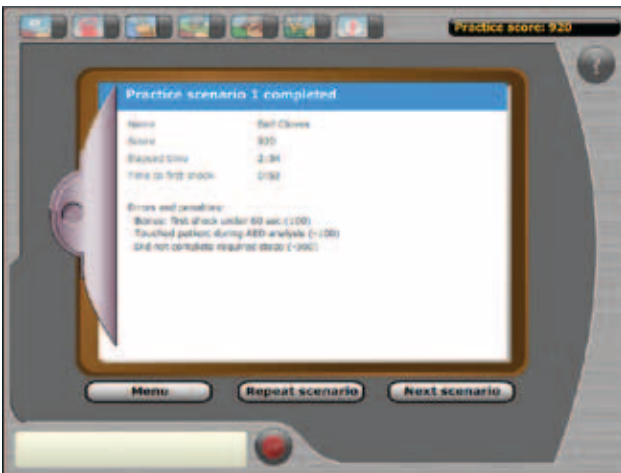 Practice score: 920
Practice scenario 1 completed
Name
Score 920
Elapsed time 2:04
Time to first shock
Errors and penalties:
Bonus: first shock under 60 sec (100)
Touched patient during AED analysis (-100)
Did not complete required steps
Menu Repeat scenario Next scenario